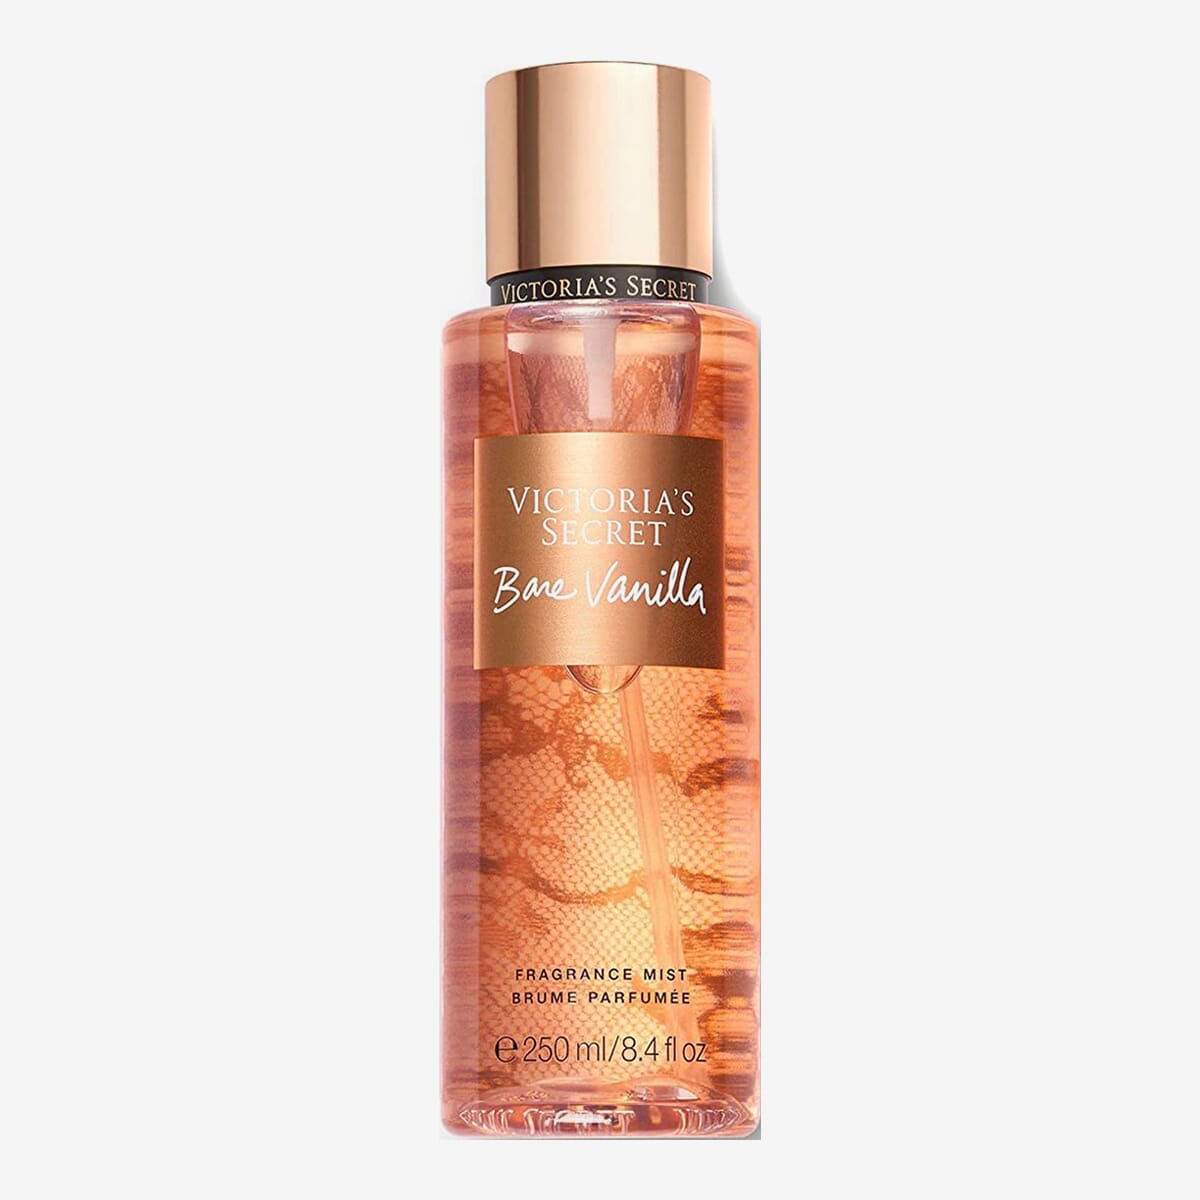 VICTORIA'S SECRET
VICTORIA'S
SECRET
Bare Vanilla
FRAGRANCE MIST
BRUME PARFUMÉE
℮250 ml/8.4 fl oz